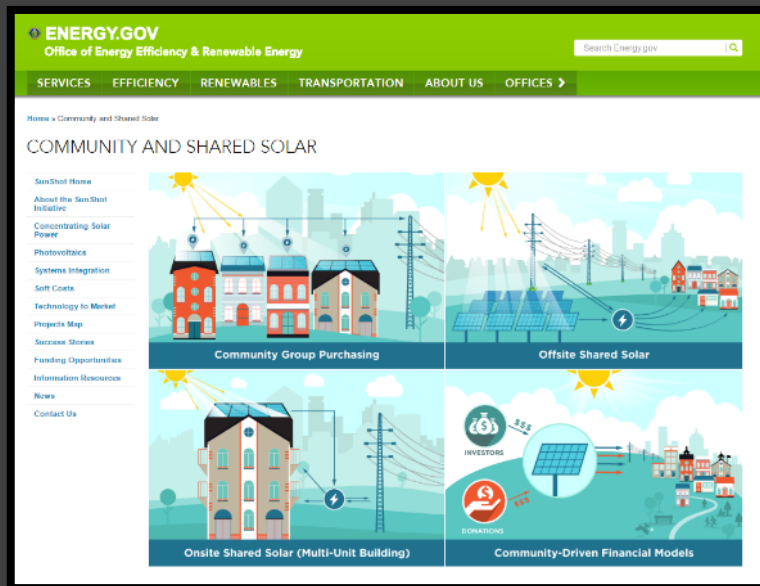 ENERGY.GOV
Office of Energy Efficiency & Renewable Energy
Search Energy.gov
SERVICES EFFICIENCY RENEWABLES TRANSPORTATION ABOUT US OFFICES
Home » Community and Shared Solar
COMMUNITY AND SHARED SOLAR
SunShot Home
About the SunShot
Initiative
Concentrating Solar
Power
Photovoltaics
Systems Integration
Soft Costs
Technology to Market
Projects Map
Success Stories
Funding Opportunities
Information Resources
News
Contact Us
Community Group Purchasing
Offsite Shared Solar
Onsite Shared Solar (Multi-Unit Building)
$$$
INVESTORS
$
DONATIONS
$$$
Community-Driven Financial Models